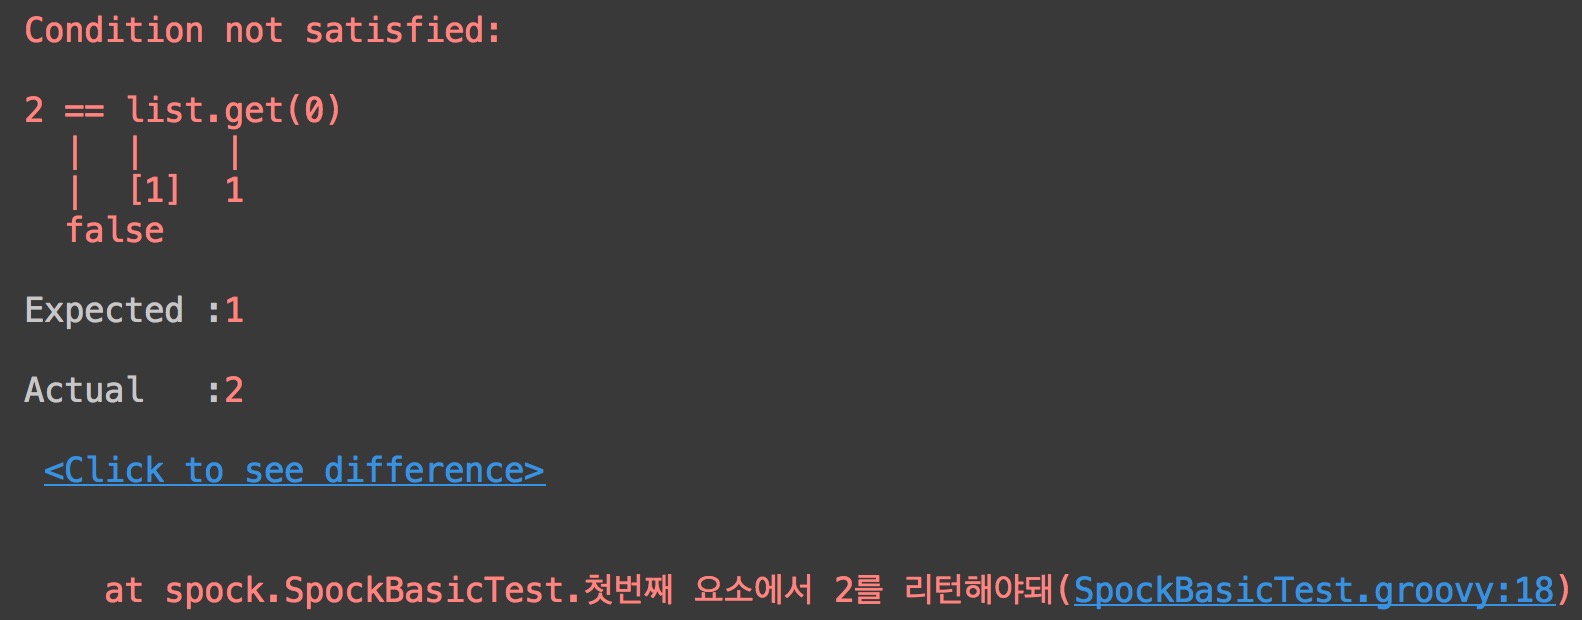 Condition not satisfied:
2 == list.get(0)
  |  |    |
  |  [1]  1
  false
Expected :1
Actual   :2
<Click to see difference>
at spock.SpockBasicTest.첫번째 요소에서 2를 리턴해야돼(SpockBasicTest.groovy:18)